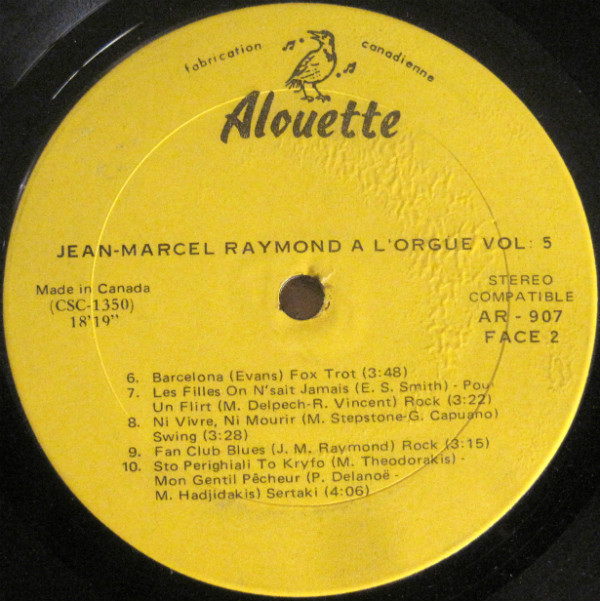 fabrication canadienne
Alouette
JEAN-MARCEL RAYMOND A L'ORGUE VOL: 5
Made in Canada
(CSC-1350)
18'19"
STEREO
COMPATIBLE
AR - 907
FACE 2
6. Barcelona (Evans) Fox Trot (3:48)
7. Les Filles On N'sait Jamais (E. S. Smith) - Pour
Un Flirt (M. Delpech-R. Vincent) Rock (3:22)
8. Ni Vivre, Ni Mourir (M. Stepstone-G. Capuano)
Swing (3:28)
9. Fan Club Blues (J. M. Raymond) Rock (3:15)
10. Sto Perighiali To Kryfo (M. Theodorakis) -
Mon Gentil Pêcheur (P. Delanoë -
M. Hadjidakis) Sertaki (4:06)